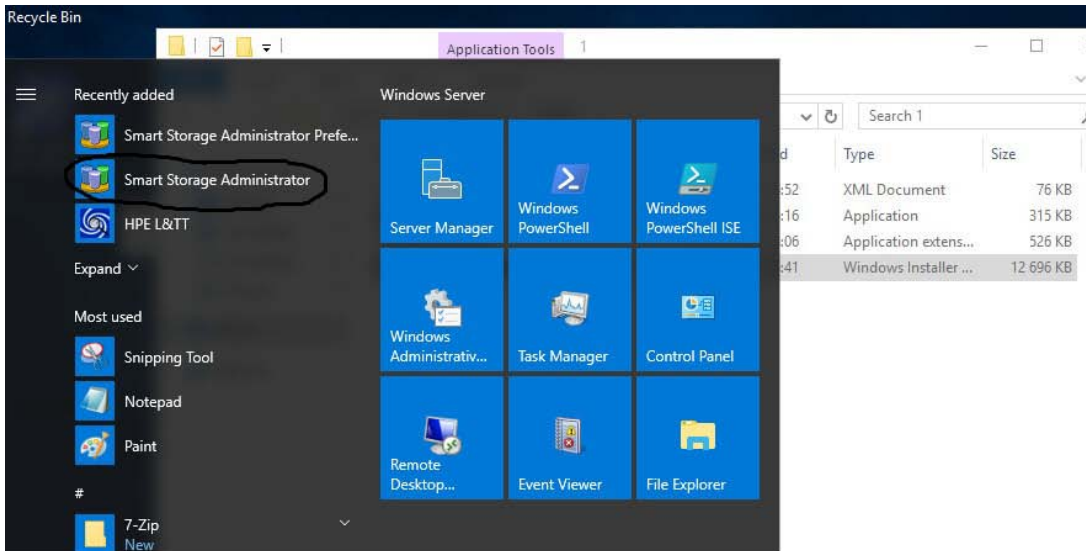 Recycle Bin
Application Tools
1
Recently added
Windows Server
Smart Storage Administrator Prefe...
Smart Storage Administrator
HPE L&TT
Expand
Most used
Snipping Tool
Notepad
Paint
#
7-Zip
New
Server Manager
Windows
PowerShell
Windows
PowerShell ISE
Windows
Administrativ...
Task Manager
Control Panel
Remote
Desktop...
Event Viewer
File Explorer
Search 1
d Type Size
:52 XML Document 76 KB
:16 Application 315 KB
:06 Application extens... 526 KB
:41 Windows Installer ... 12 696 KB